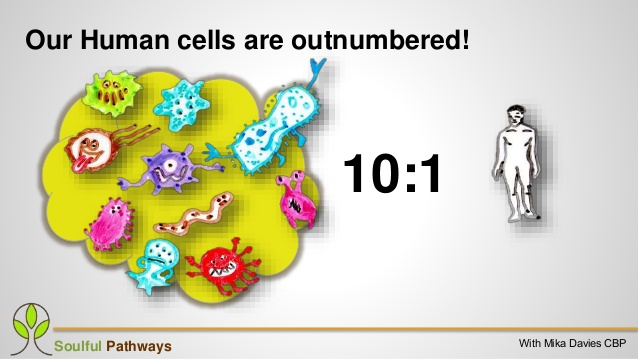 Our Human cells are outnumbered!
10:1
Soulful Pathways
With Mika Davies CBP